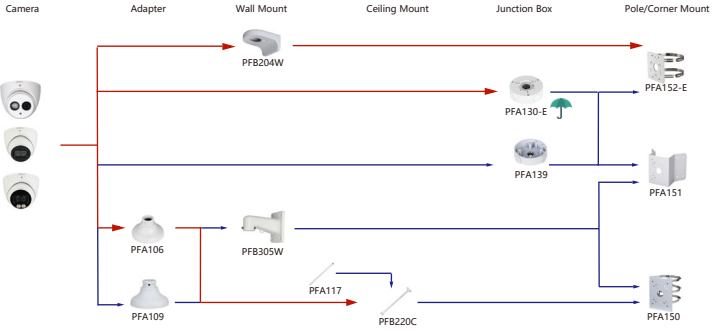 Camera
Adapter
Wall Mount
Ceiling Mount
Junction Box
Pole/Corner Mount
PFB204W
PFA152-E
PFA130-E
PFA139
PFA151
PFA106
PFB305W
PFA117
PFA109
PFB220C
PFA150